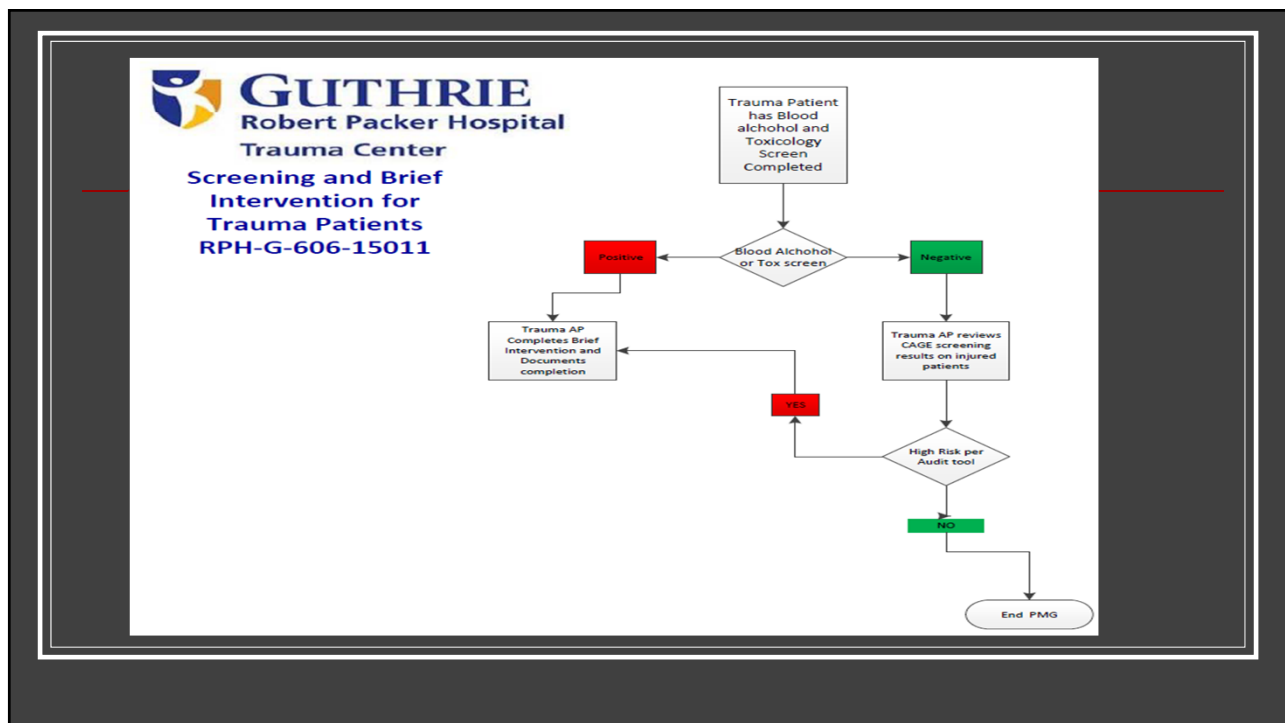 GUTHRIE
Robert Packer Hospital
Trauma Center
Screening and Brief
Intervention for
Trauma Patients
RPH-G-606-15011
Trauma Patient
has Blood
alchohol and
Toxicology
Screen
Completed
Blood Alchohol
or Tox screen
Positive
Negative
Trauma AP
Completes Brief
Intervention and
Documents
completion
Trauma AP reviews
CAGE screening
results on injured
patients
YES
High Risk per
Audit tool
NO
End PMG